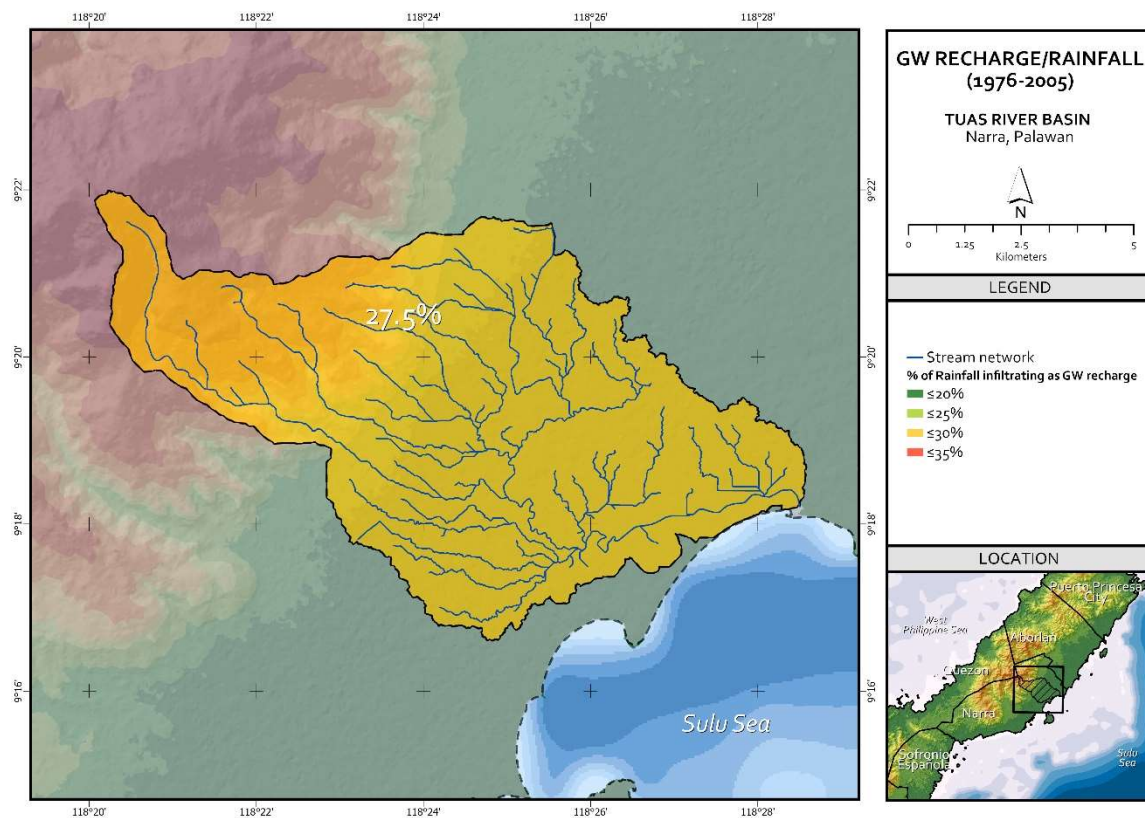 118°20'
118°22'
118°24'
118°26'
118°28'
9°22'
9°20'
9°18'
9°16'
27.5%
Sulu Sea
9°22'
9°20'
9°18'
9°16'
118°20'
118°22'
118°24'
118°26'
118°28'
GW RECHARGE/RAINFALL
(1976-2005)
TUAS RIVER BASIN
Narra, Palawan
N
0 1.25 2.5 5
Kilometers
LEGEND
Stream network
% of Rainfall infiltrating as GW recharge
≤20%
≤25%
≤30%
≤35%
LOCATION
Puerto Princesa
City
West
Philippine Sea
Aborlan
Quezon
Narra
Sofronio
Española
Sulu
Sea